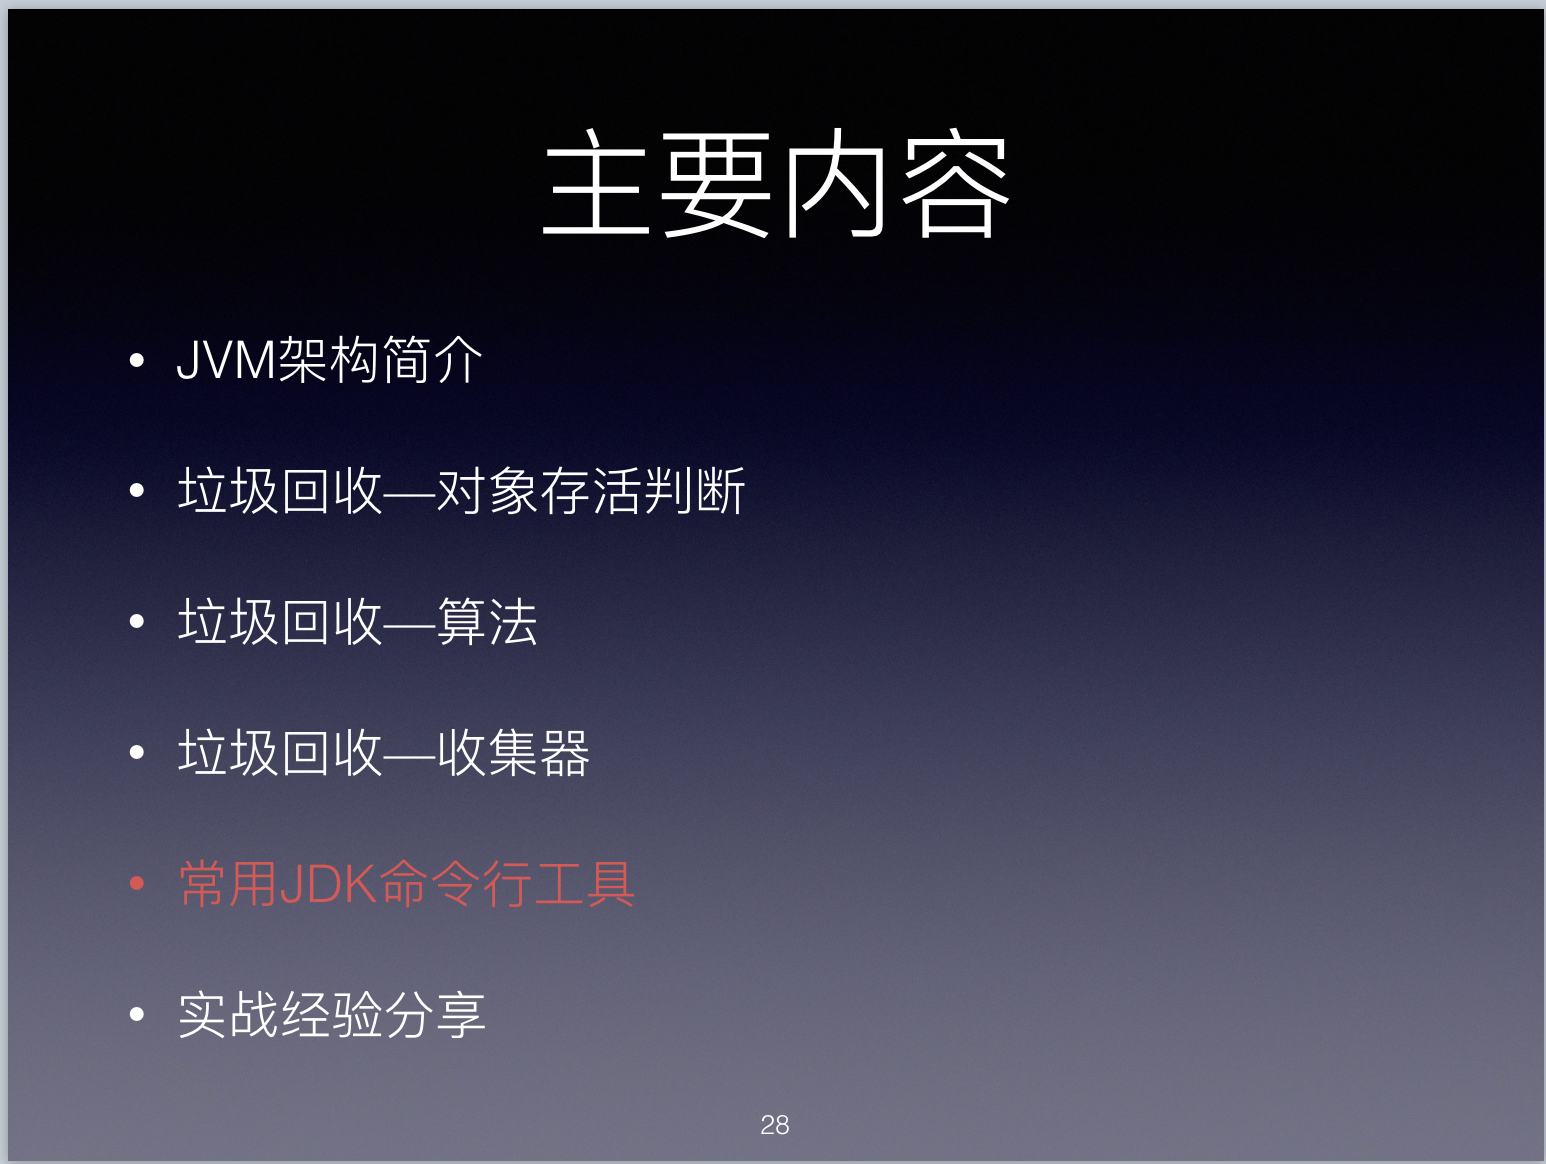 主要内容
• JVM架构简介
• 垃圾回收—对象存活判断
• 垃圾回收—算法
• 垃圾回收—收集器
• 常用JDK命令行工具
• 实战经验分享
28